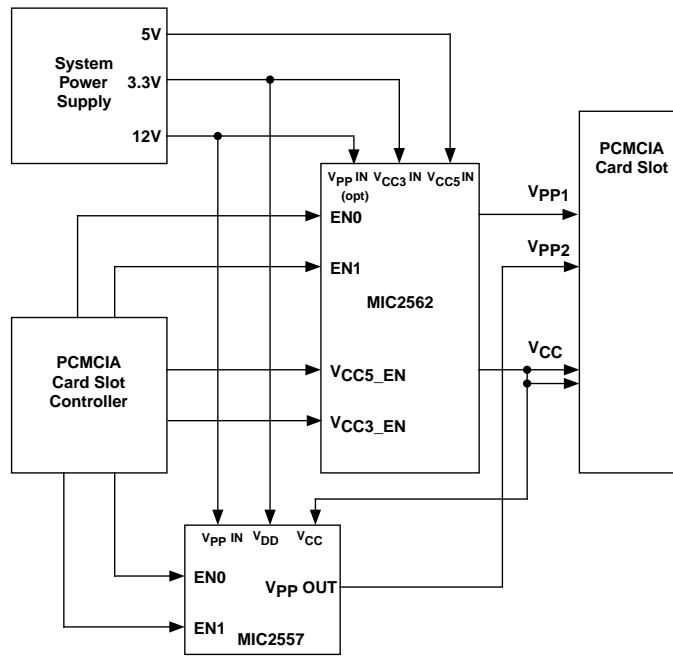 5V
System
Power
Supply
3.3V
12V
PCMCIA
Card Slot
VPP IN VCC3 IN VCC5 IN
(opt)
VPP1
EN0
VPP2
EN1
MIC2562
VCC
PCMCIA
Card Slot
Controller
VCC5_EN
VCC3_EN
VPP IN VDD VCC
EN0
VPP OUT
EN1
MIC2557